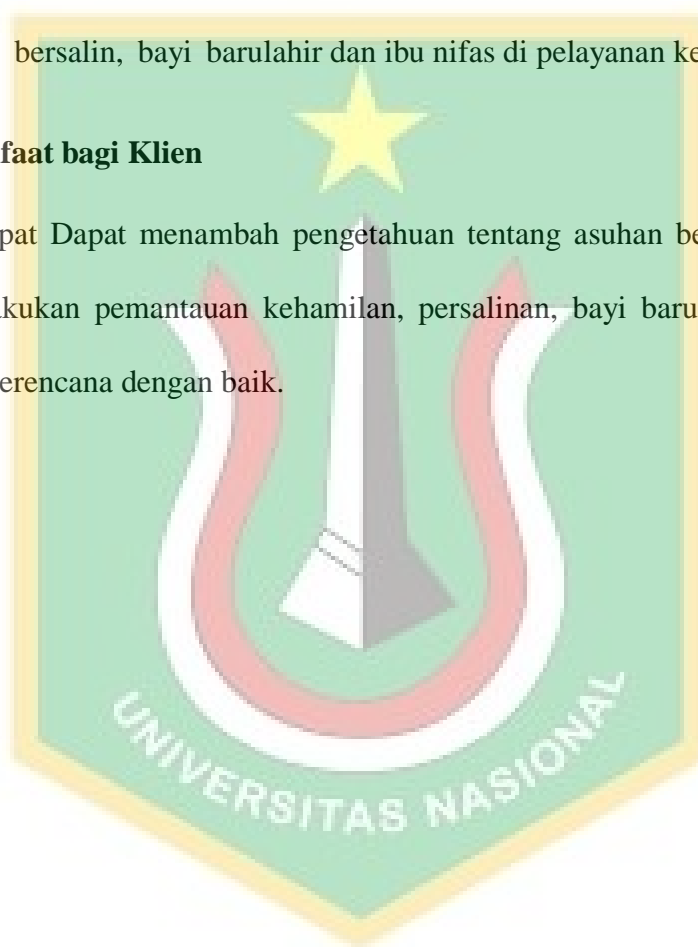 bersalin, bayi barulahir dan ibu nifas di pelayanan ke
faat bagi Klien
pat Dapat menambah pengetahuan tentang asuhan be
kukan pemantauan kehamilan, persalinan, bayi baru
erencana dengan baik.
UNIVERSITAS NASIONAL